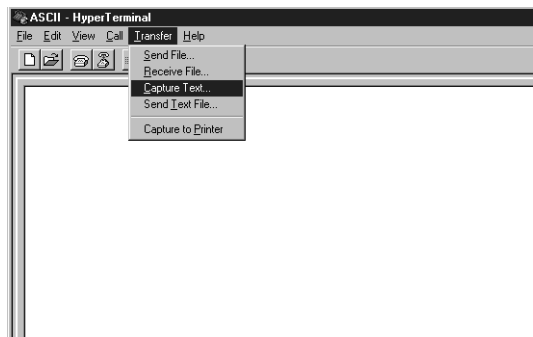 ASCII - HyperTerminal
File Edit View Call Transfer Help
Send File...
Receive File...
Capture Text...
Send Text File...
Capture to Printer